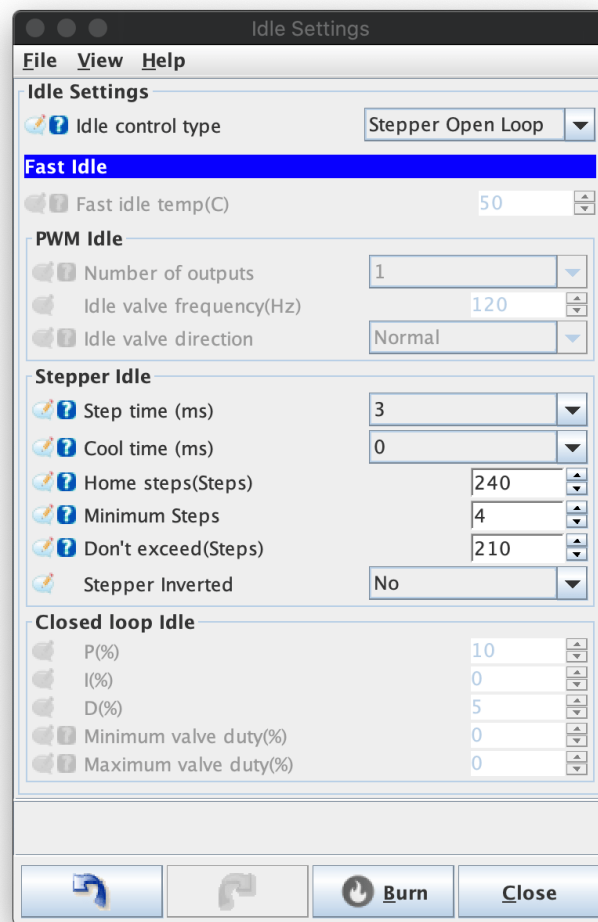 Idle Settings
File View Help
Idle Settings
? Idle control type Stepper Open Loop
Fast Idle
? Fast idle temp(C) 50
PWM Idle
? Number of outputs 1
Idle valve frequency(Hz) 120
? Idle valve direction Normal
Stepper Idle
? Step time (ms) 3
? Cool time (ms) 0
? Home steps(Steps) 240
? Minimum Steps 4
? Don't exceed(Steps) 210
Stepper Inverted No
Closed loop Idle
P(%) 10
I(%) 0
D(%) 5
? Minimum valve duty(%) 0
? Maximum valve duty(%) 0
Burn Close